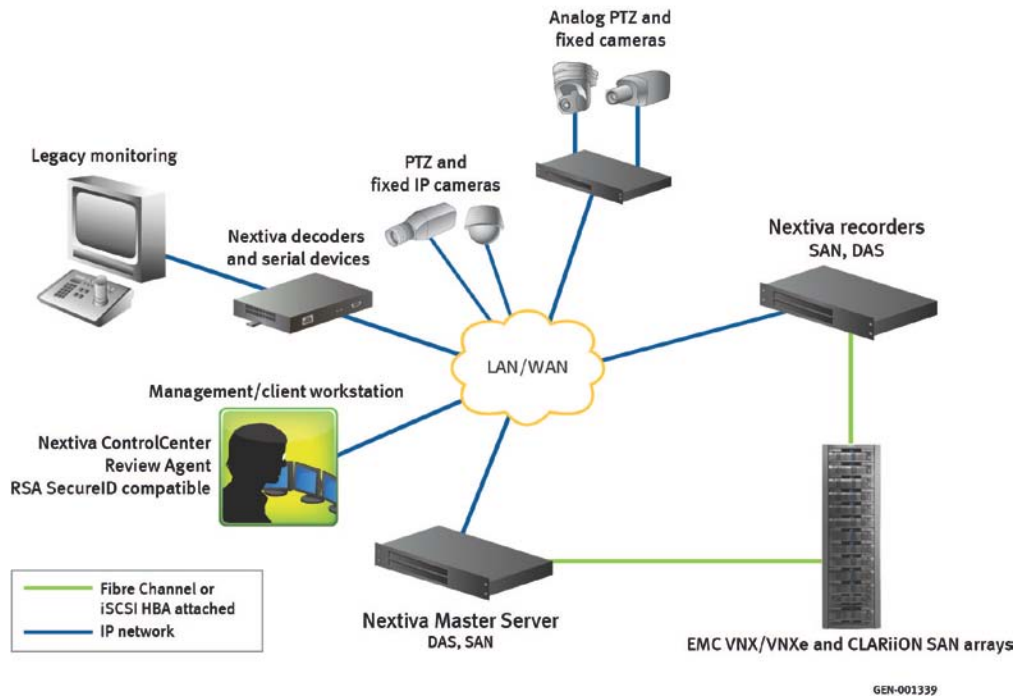 Analog PTZ and
fixed cameras
Legacy monitoring
PTZ and
fixed IP cameras
Nextiva decoders
and serial devices
Nextiva recorders
SAN, DAS
LAN/WAN
Management/client workstation
Nextiva ControlCenter
Review Agent
RSA SecureID compatible
Fibre Channel or
iSCSI HBA attached
IP network
Nextiva Master Server
DAS, SAN
EMC VNX/VNXe and CLARiiON SAN arrays
GEN-001339